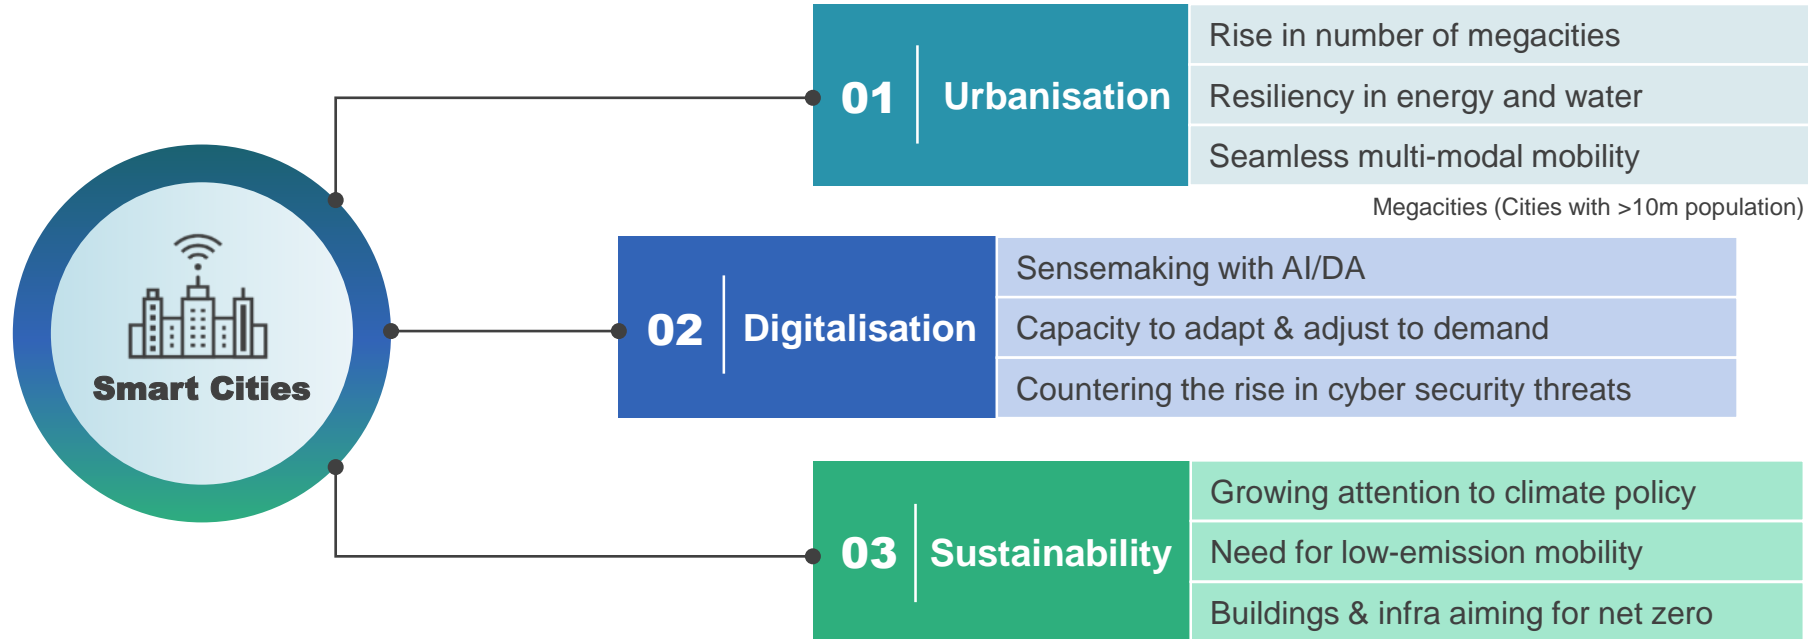 Smart Cities
01
Urbanisation
Rise in number of megacities
Resiliency in energy and water
Seamless multi-modal mobility
Megacities (Cities with >10m population)
02
Digitalisation
Sensemaking with AI/DA
Capacity to adapt & adjust to demand
Countering the rise in cyber security threats
03
Sustainability
Growing attention to climate policy
Need for low-emission mobility
Buildings & infra aiming for net zero